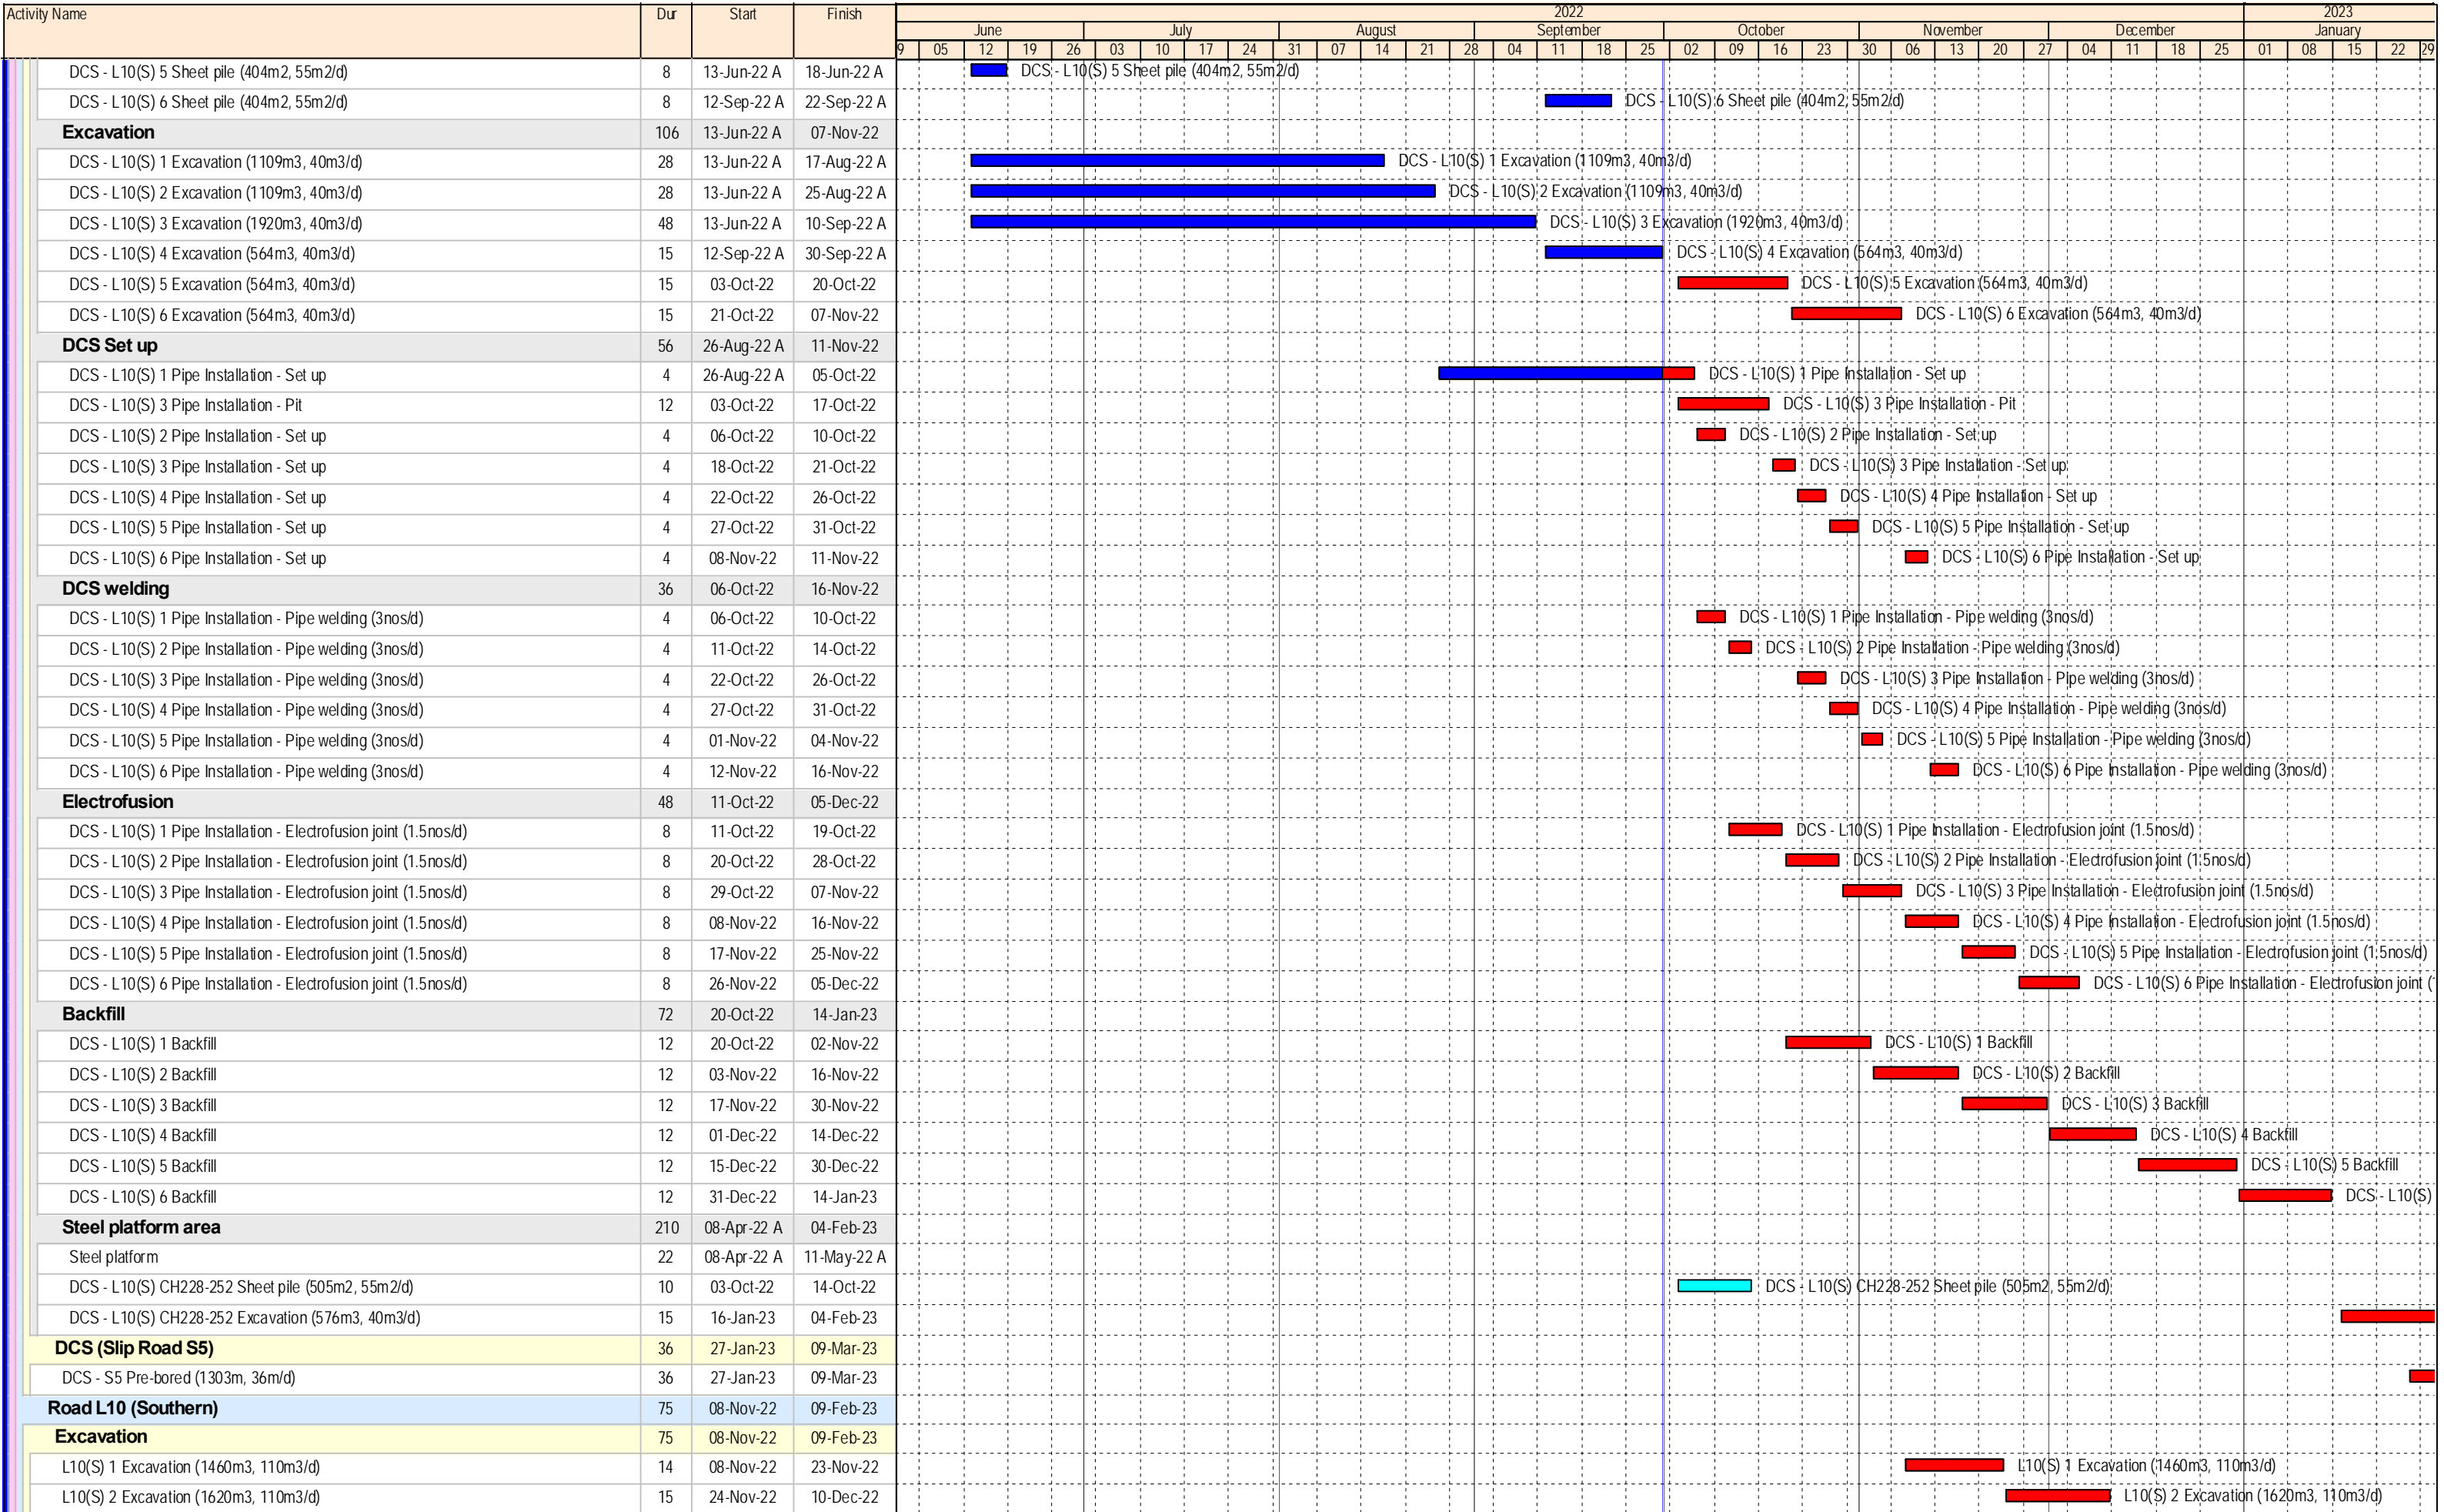 Activity Name Dur Start Finish 2022 2023
June July August September October November December January
9 05 12 19 26 03 10 17 24 31 07 14 21 28 04 11 18 25 02 09 16 23 30 06 13 20 27 04 11 18 25 01 08 15 22 29
DCS - L10(S) 5 Sheet pile (404m2, 55m2/d) 8 13-Jun-22 A 18-Jun-22 A DCS - L10(S) 5 Sheet pile (404m2, 55m2/d)
DCS - L10(S) 6 Sheet pile (404m2, 55m2/d) 8 12-Sep-22 A 22-Sep-22 A DCS - L10(S) 6 Sheet pile (404m2, 55m2/d)
Excavation 106 13-Jun-22 A 07-Nov-22
DCS - L10(S) 1 Excavation (1109m3, 40m3/d) 28 13-Jun-22 A 17-Aug-22 A DCS - L10(S) 1 Excavation (1109m3, 40m3/d)
DCS - L10(S) 2 Excavation (1109m3, 40m3/d) 28 13-Jun-22 A 25-Aug-22 A DCS - L10(S) 2 Excavation (1109m3, 40m3/d)
DCS - L10(S) 3 Excavation (1920m3, 40m3/d) 48 13-Jun-22 A 10-Sep-22 A DCS - L10(S) 3 Excavation (1920m3, 40m3/d)
DCS - L10(S) 4 Excavation (564m3, 40m3/d) 15 12-Sep-22 A 30-Sep-22 A DCS - L10(S) 4 Excavation (564m3, 40m3/d)
DCS - L10(S) 5 Excavation (564m3, 40m3/d) 15 03-Oct-22 20-Oct-22 DCS - L10(S) 5 Excavation (564m3, 40m3/d)
DCS - L10(S) 6 Excavation (564m3, 40m3/d) 15 21-Oct-22 07-Nov-22 DCS - L10(S) 6 Excavation (564m3, 40m3/d)
DCS Set up 56 26-Aug-22 A 11-Nov-22
DCS - L10(S) 1 Pipe Installation - Set up 4 26-Aug-22 A 05-Oct-22 DCS - L10(S) 1 Pipe Installation - Set up
DCS - L10(S) 3 Pipe Installation - Pit 12 03-Oct-22 17-Oct-22 DCS - L10(S) 3 Pipe Installation - Pit
DCS - L10(S) 2 Pipe Installation - Set up 4 06-Oct-22 10-Oct-22 DCS - L10(S) 2 Pipe Installation - Set up
DCS - L10(S) 3 Pipe Installation - Set up 4 18-Oct-22 21-Oct-22 DCS - L10(S) 3 Pipe Installation - Set up
DCS - L10(S) 4 Pipe Installation - Set up 4 22-Oct-22 26-Oct-22 DCS - L10(S) 4 Pipe Installation - Set up
DCS - L10(S) 5 Pipe Installation - Set up 4 27-Oct-22 31-Oct-22 DCS - L10(S) 5 Pipe Installation - Set up
DCS - L10(S) 6 Pipe Installation - Set up 4 08-Nov-22 11-Nov-22 DCS - L10(S) 6 Pipe Installation - Set up
DCS welding 36 06-Oct-22 16-Nov-22
DCS - L10(S) 1 Pipe Installation - Pipe welding (3nos/d) 4 06-Oct-22 10-Oct-22 DCS - L10(S) 1 Pipe Installation - Pipe welding (3nos/d)
DCS - L10(S) 2 Pipe Installation - Pipe welding (3nos/d) 4 11-Oct-22 14-Oct-22 DCS - L10(S) 2 Pipe Installation - Pipe welding (3nos/d)
DCS - L10(S) 3 Pipe Installation - Pipe welding (3nos/d) 4 22-Oct-22 26-Oct-22 DCS - L10(S) 3 Pipe Installation - Pipe welding (3nos/d)
DCS - L10(S) 4 Pipe Installation - Pipe welding (3nos/d) 4 27-Oct-22 31-Oct-22 DCS - L10(S) 4 Pipe Installation - Pipe welding (3nos/d)
DCS - L10(S) 5 Pipe Installation - Pipe welding (3nos/d) 4 01-Nov-22 04-Nov-22 DCS - L10(S) 5 Pipe Installation - Pipe welding (3nos/d)
DCS - L10(S) 6 Pipe Installation - Pipe welding (3nos/d) 4 12-Nov-22 16-Nov-22 DCS - L10(S) 6 Pipe Installation - Pipe welding (3nos/d)
Electrofusion 48 11-Oct-22 05-Dec-22
DCS - L10(S) 1 Pipe Installation - Electrofusion joint (1.5nos/d) 8 11-Oct-22 19-Oct-22 DCS - L10(S) 1 Pipe Installation - Electrofusion joint (1.5nos/d)
DCS - L10(S) 2 Pipe Installation - Electrofusion joint (1.5nos/d) 8 20-Oct-22 28-Oct-22 DCS - L10(S) 2 Pipe Installation - Electrofusion joint (1.5nos/d)
DCS - L10(S) 3 Pipe Installation - Electrofusion joint (1.5nos/d) 8 29-Oct-22 07-Nov-22 DCS - L10(S) 3 Pipe Installation - Electrofusion joint (1.5nos/d)
DCS - L10(S) 4 Pipe Installation - Electrofusion joint (1.5nos/d) 8 08-Nov-22 16-Nov-22 DCS - L10(S) 4 Pipe Installation - Electrofusion joint (1.5nos/d)
DCS - L10(S) 5 Pipe Installation - Electrofusion joint (1.5nos/d) 8 17-Nov-22 25-Nov-22 DCS - L10(S) 5 Pipe Installation - Electrofusion joint (1.5nos/d)
DCS - L10(S) 6 Pipe Installation - Electrofusion joint (1.5nos/d) 8 26-Nov-22 05-Dec-22 DCS - L10(S) 6 Pipe Installation - Electrofusion joint (
Backfill 72 20-Oct-22 14-Jan-23
DCS - L10(S) 1 Backfill 12 20-Oct-22 02-Nov-22 DCS - L10(S) 1 Backfill
DCS - L10(S) 2 Backfill 12 03-Nov-22 16-Nov-22 DCS - L10(S) 2 Backfill
DCS - L10(S) 3 Backfill 12 17-Nov-22 30-Nov-22 DCS - L10(S) 3 Backfill
DCS - L10(S) 4 Backfill 12 01-Dec-22 14-Dec-22 DCS - L10(S) 4 Backfill
DCS - L10(S) 5 Backfill 12 15-Dec-22 30-Dec-22 DCS - L10(S) 5 Backfill
DCS - L10(S) 6 Backfill 12 31-Dec-22 14-Jan-23 DCS - L10(S)
Steel platform area 210 08-Apr-22 A 04-Feb-23
Steel platform 22 08-Apr-22 A 11-May-22 A
DCS - L10(S) CH228-252 Sheet pile (505m2, 55m2/d) 10 03-Oct-22 14-Oct-22 DCS - L10(S) CH228-252 Sheet pile (505m2, 55m2/d)
DCS - L10(S) CH228-252 Excavation (576m3, 40m3/d) 15 16-Jan-23 04-Feb-23
DCS (Slip Road S5) 36 27-Jan-23 09-Mar-23
DCS - S5 Pre-bored (1303m, 36m/d) 36 27-Jan-23 09-Mar-23
Road L10 (Southern) 75 08-Nov-22 09-Feb-23
Excavation 75 08-Nov-22 09-Feb-23
L10(S) 1 Excavation (1460m3, 110m3/d) 14 08-Nov-22 23-Nov-22 L10(S) 1 Excavation (1460m3, 110m3/d)
L10(S) 2 Excavation (1620m3, 110m3/d) 15 24-Nov-22 10-Dec-22 L10(S) 2 Excavation (1620m3, 110m3/d)